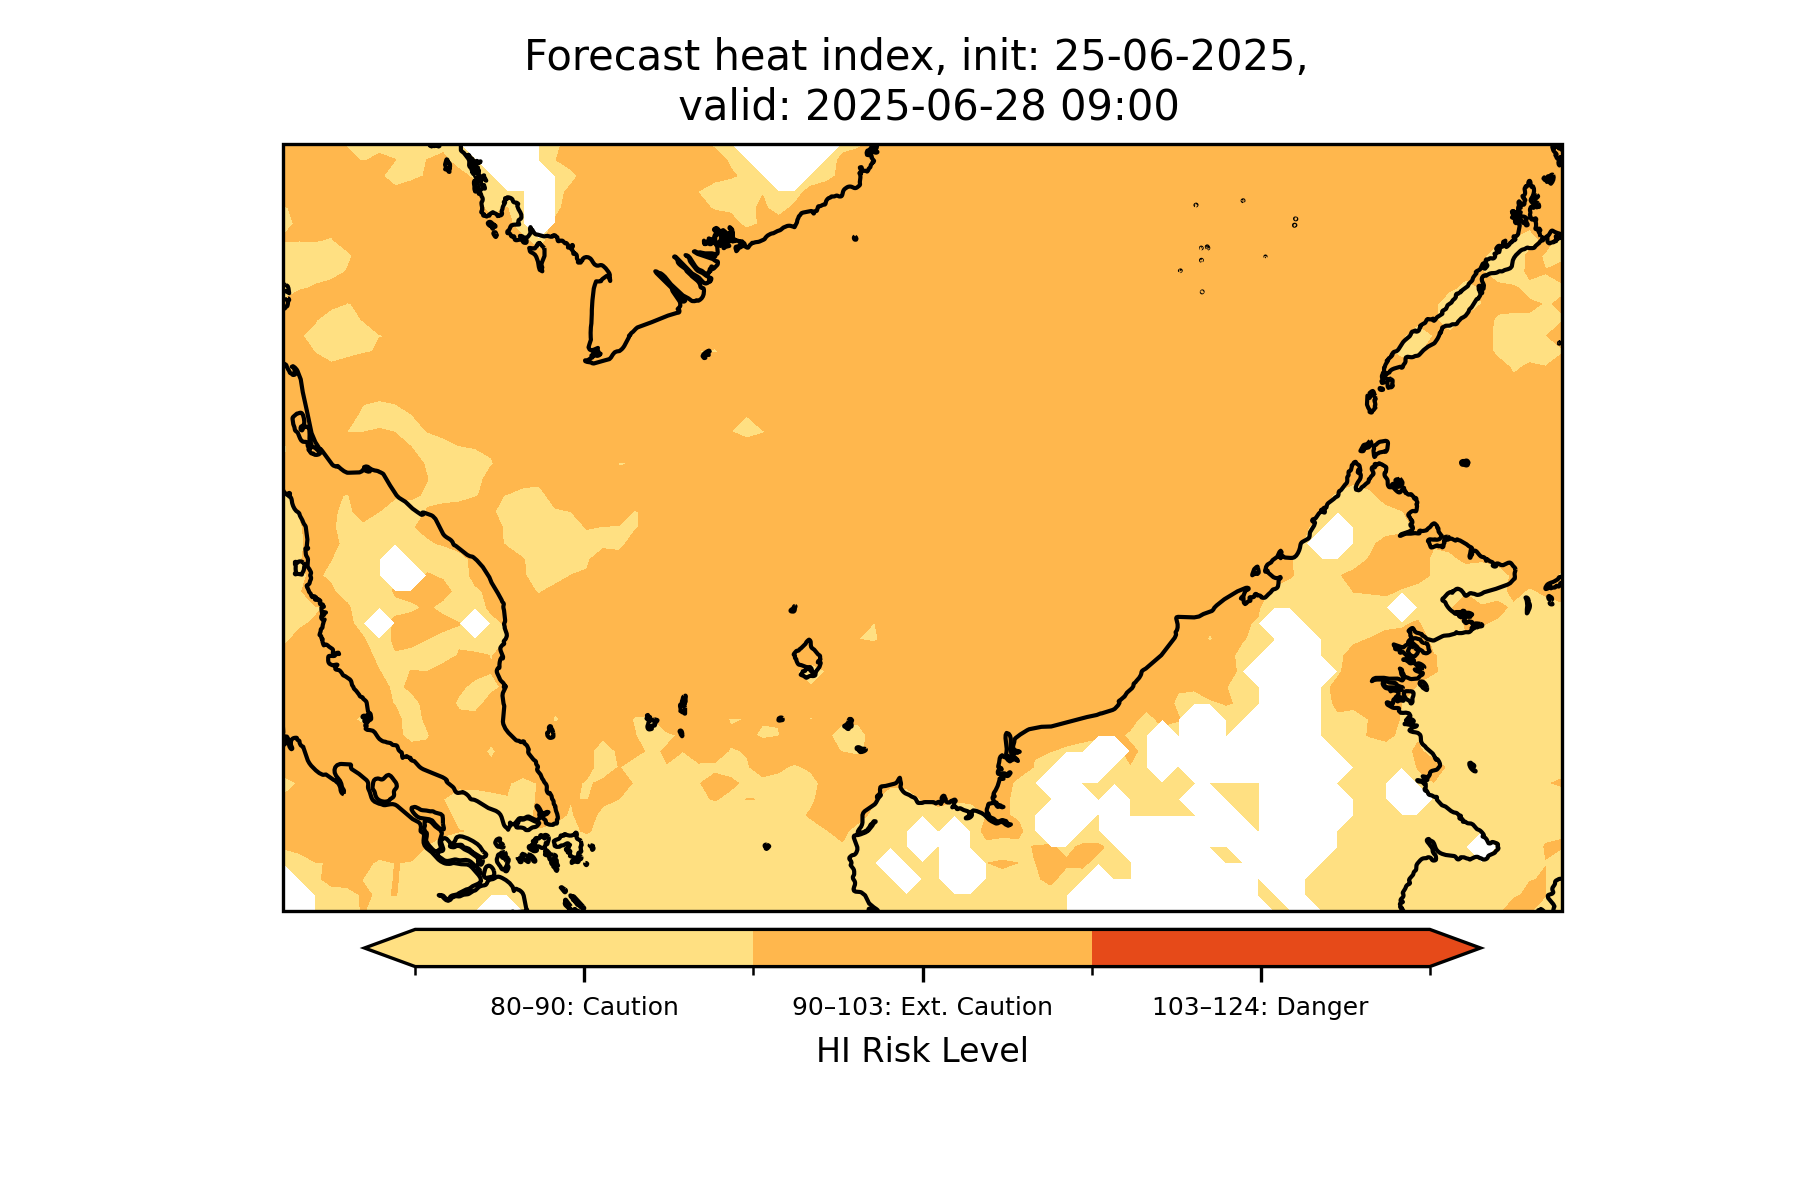 Forecast heat index, init: 25-06-2025,
valid: 2025-06-28 09:00
80–90: Caution
90–103: Ext. Caution
103–124: Danger
HI Risk Level